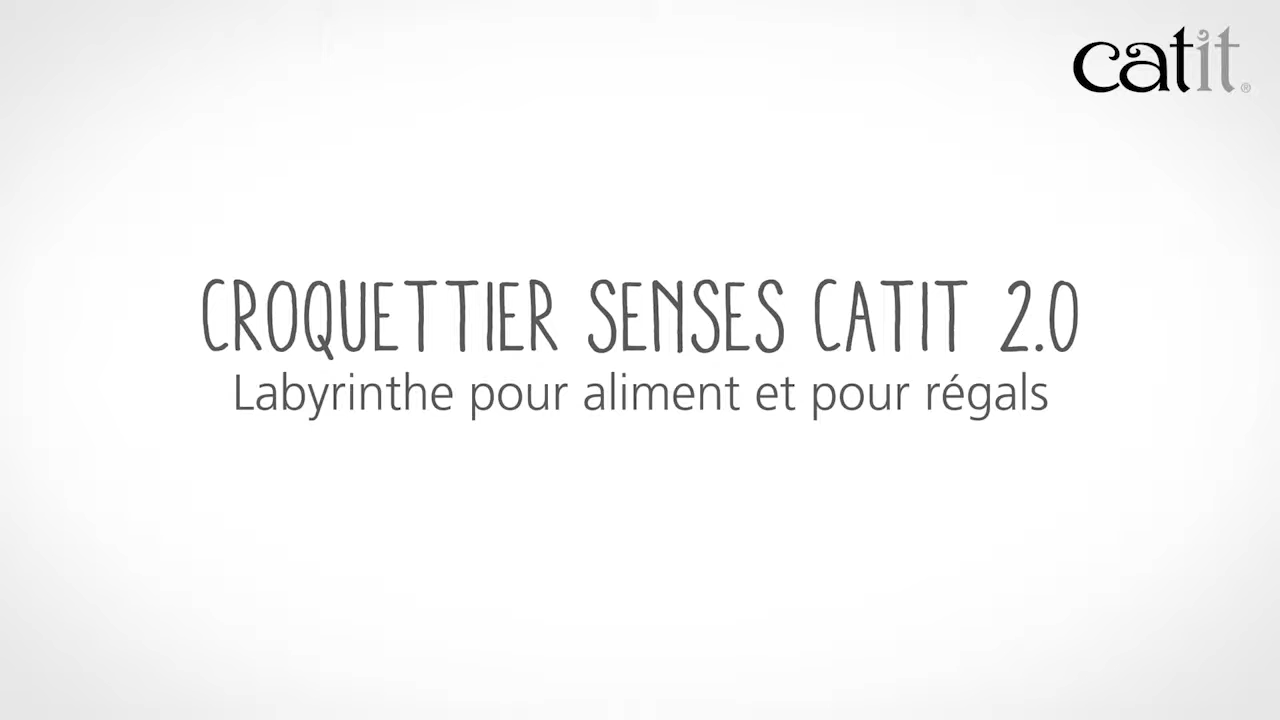 catit®
CROQUETTIER SENSES CATIT 2.0
Labyrinthe pour aliment et pour régals